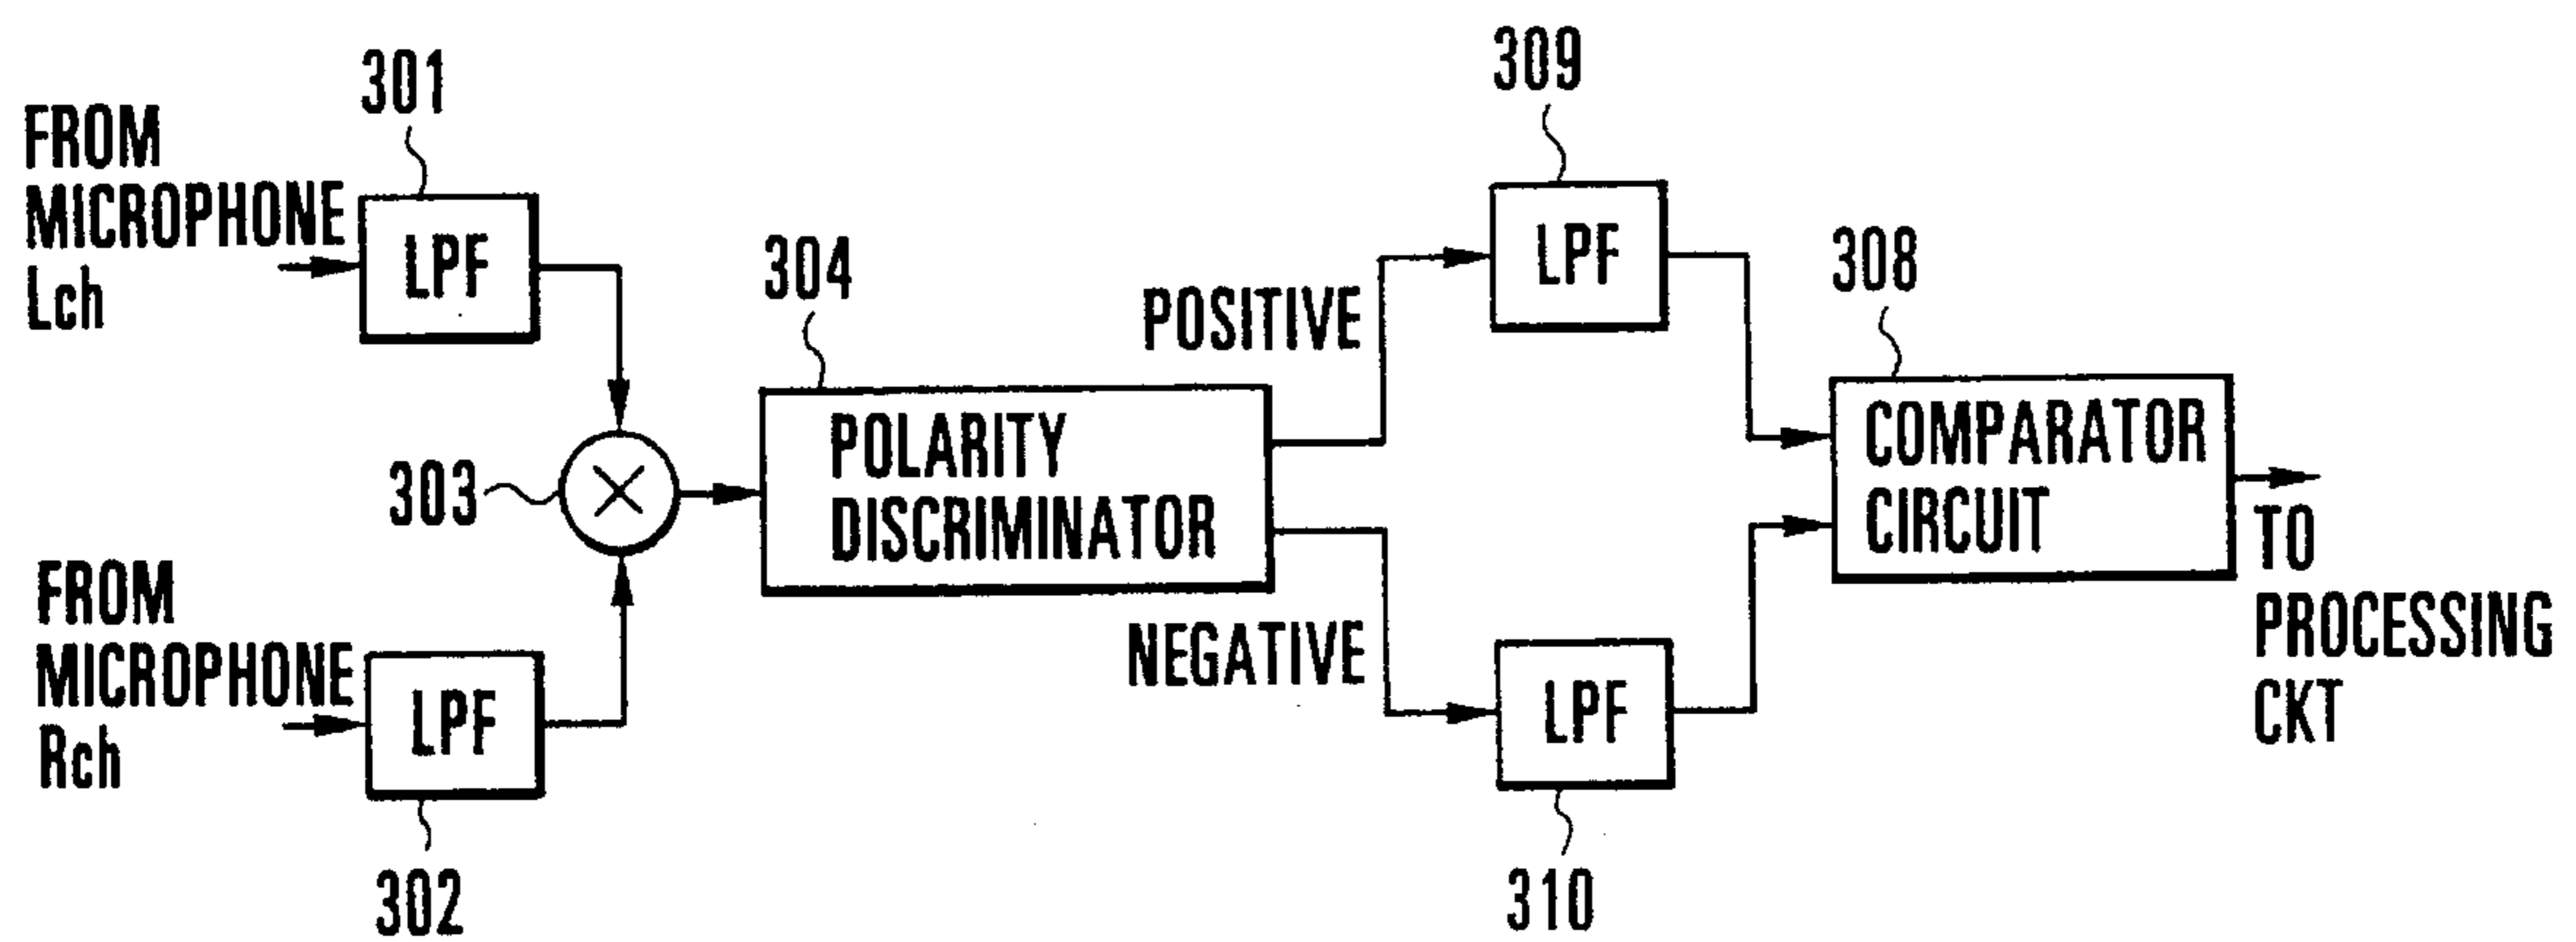 301
FROM
MICROPHONE
Lch
LPF
303
FROM
MICROPHONE
Rch
LPF
302
304
POLARITY
DISCRIMINATOR
POSITIVE
NEGATIVE
309
LPF
LPF
310
308
COMPARATOR
CIRCUIT
TO
PROCESSING
CKT